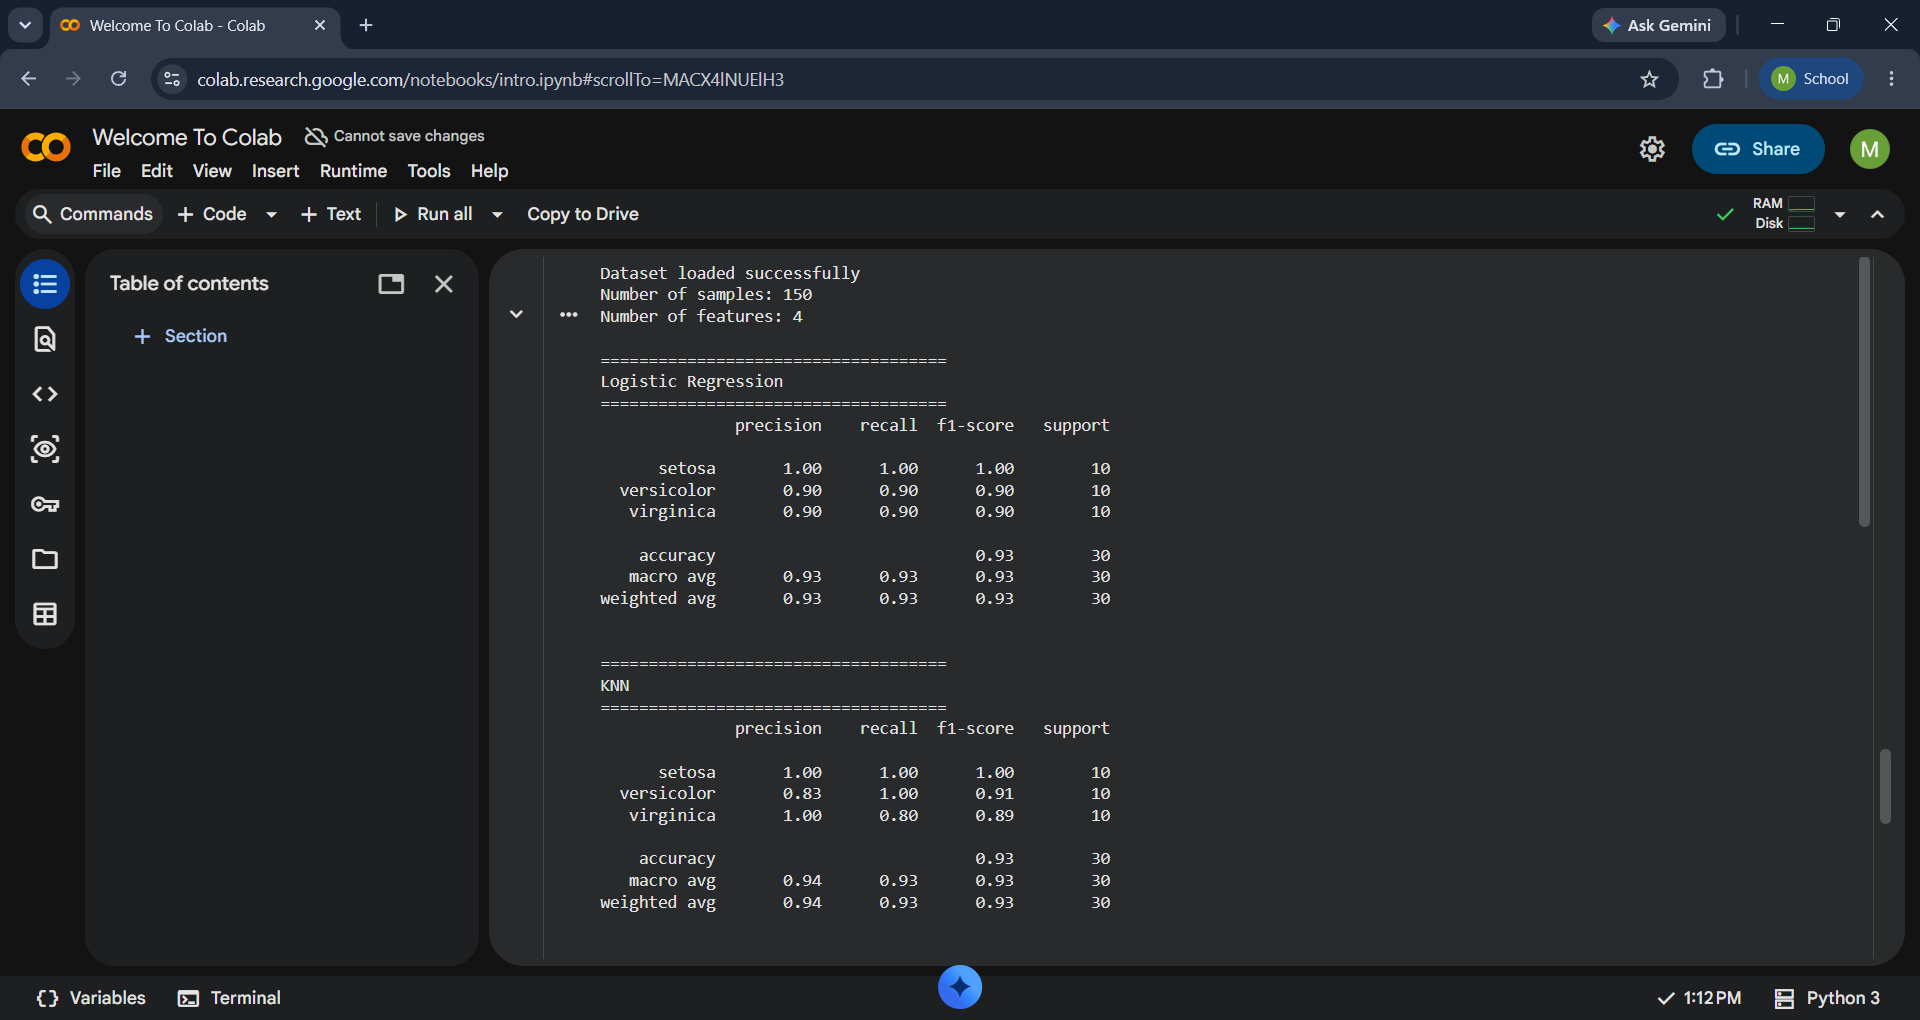 Welcome To Colab - Colab
Ask Gemini
colab.research.google.com/notebooks/intro.ipynb#scrollTo=MACX4INUElH3
M School
CO Welcome To Colab Cannot save changes
File Edit View Insert Runtime Tools Help
Share M
Commands + Code + Text Run all Copy to Drive
RAM
Disk
Table of contents
+ Section
Dataset loaded successfully
Number of samples: 150
Number of features: 4
====================================
Logistic Regression
====================================
precision recall f1-score support
setosa 1.00 1.00 1.00 10
versicolor 0.90 0.90 0.90 10
virginica 0.90 0.90 0.90 10
accuracy 0.93 30
macro avg 0.93 0.93 0.93 30
weighted avg 0.93 0.93 0.93 30
====================================
KNN
====================================
precision recall f1-score support
setosa 1.00 1.00 1.00 10
versicolor 0.83 1.00 0.91 10
virginica 1.00 0.80 0.89 10
accuracy 0.93 30
macro avg 0.94 0.93 0.93 30
weighted avg 0.94 0.93 0.93 30
{} Variables Terminal
1:12 PM Python 3